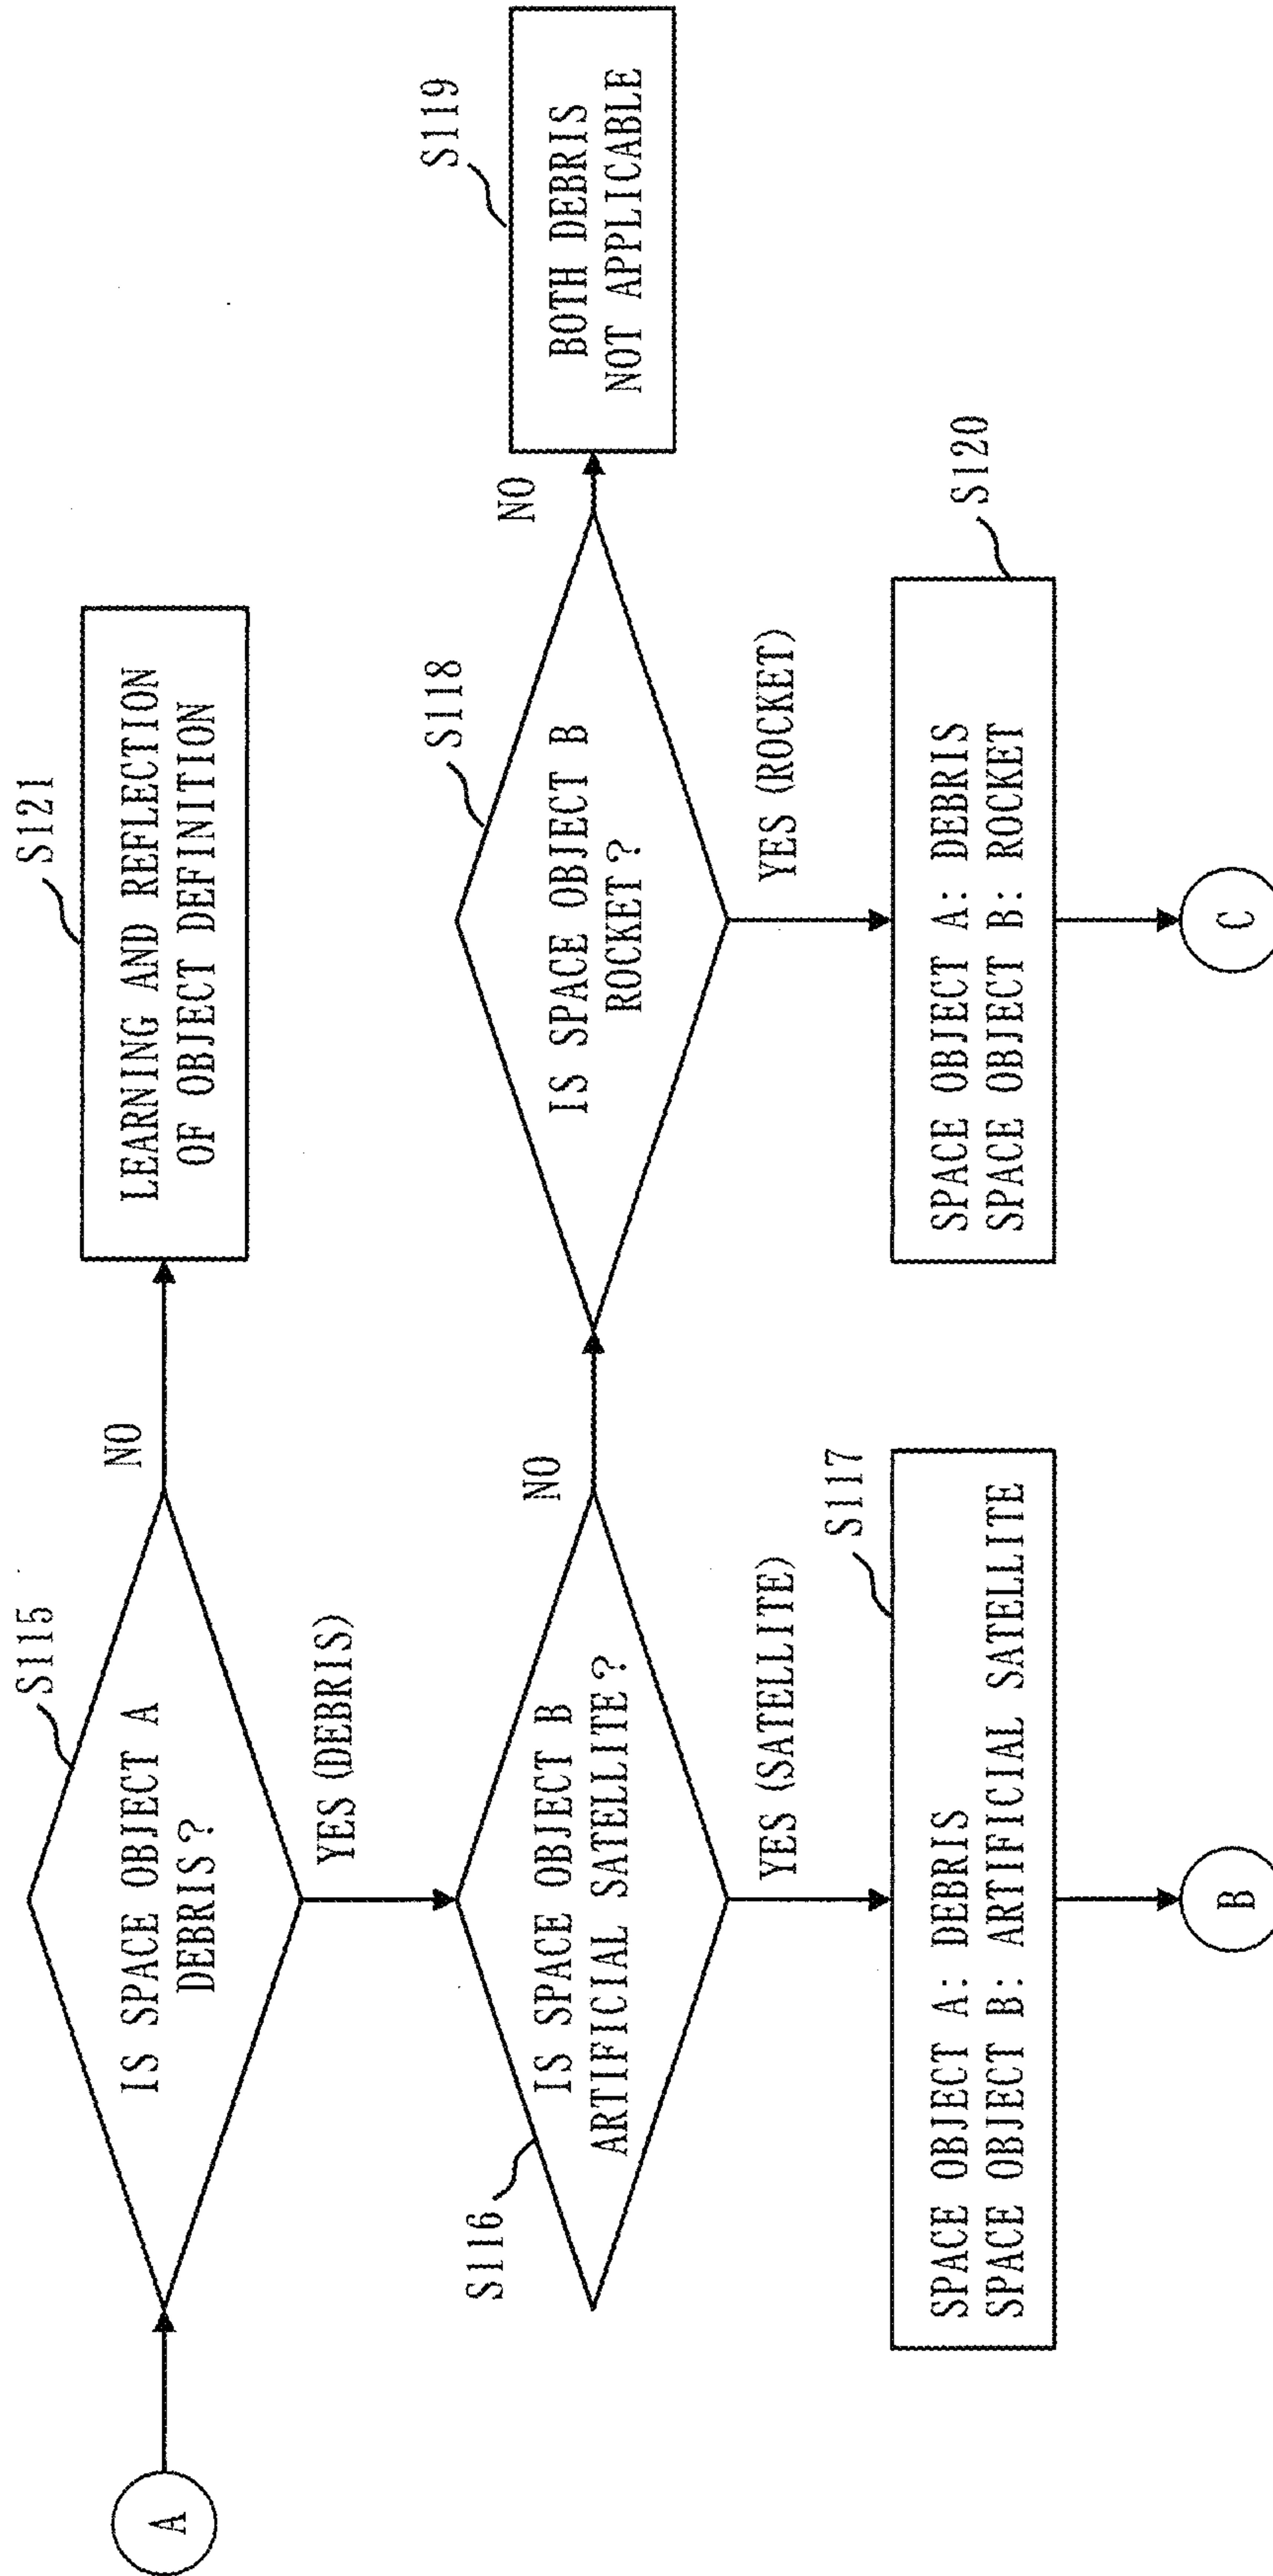 A
S115
IS SPACE OBJECT A
DEBRIS?
NO
S121
LEARNING AND REFLECTION
OF OBJECT DEFINITION
YES (DEBRIS)
S116
IS SPACE OBJECT B
ARTIFICIAL SATELLITE?
NO
S118
IS SPACE OBJECT B
ROCKET?
NO
S119
BOTH DEBRIS
NOT APPLICABLE
YES (SATELLITE)
S117
SPACE OBJECT A: DEBRIS
SPACE OBJECT B: ARTIFICIAL SATELLITE
B
YES (ROCKET)
S120
SPACE OBJECT A: DEBRIS
SPACE OBJECT B: ROCKET
C